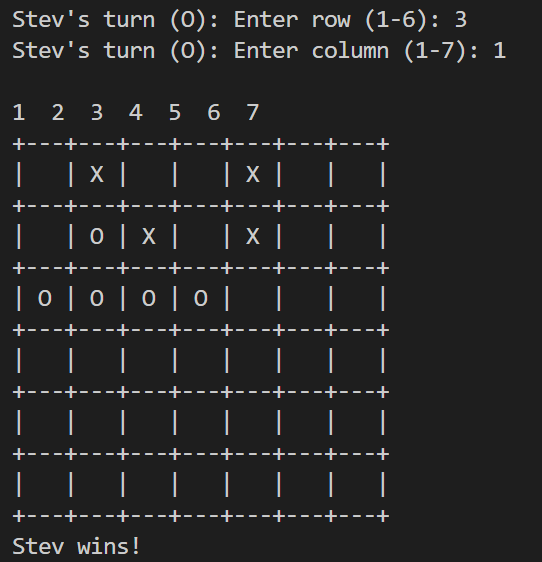 Stev's turn (O): Enter row (1-6): 3
Stev's turn (O): Enter column (1-7): 1

1  2  3  4  5  6  7
+---+---+---+---+---+---+---+
|   | X |   |   | X |   |   |
+---+---+---+---+---+---+---+
|   | O | X |   | X |   |   |
+---+---+---+---+---+---+---+
| O | O | O | O |   |   |   |
+---+---+---+---+---+---+---+
|   |   |   |   |   |   |   |
+---+---+---+---+---+---+---+
|   |   |   |   |   |   |   |
+---+---+---+---+---+---+---+
|   |   |   |   |   |   |   |
+---+---+---+---+---+---+---+
Stev wins!